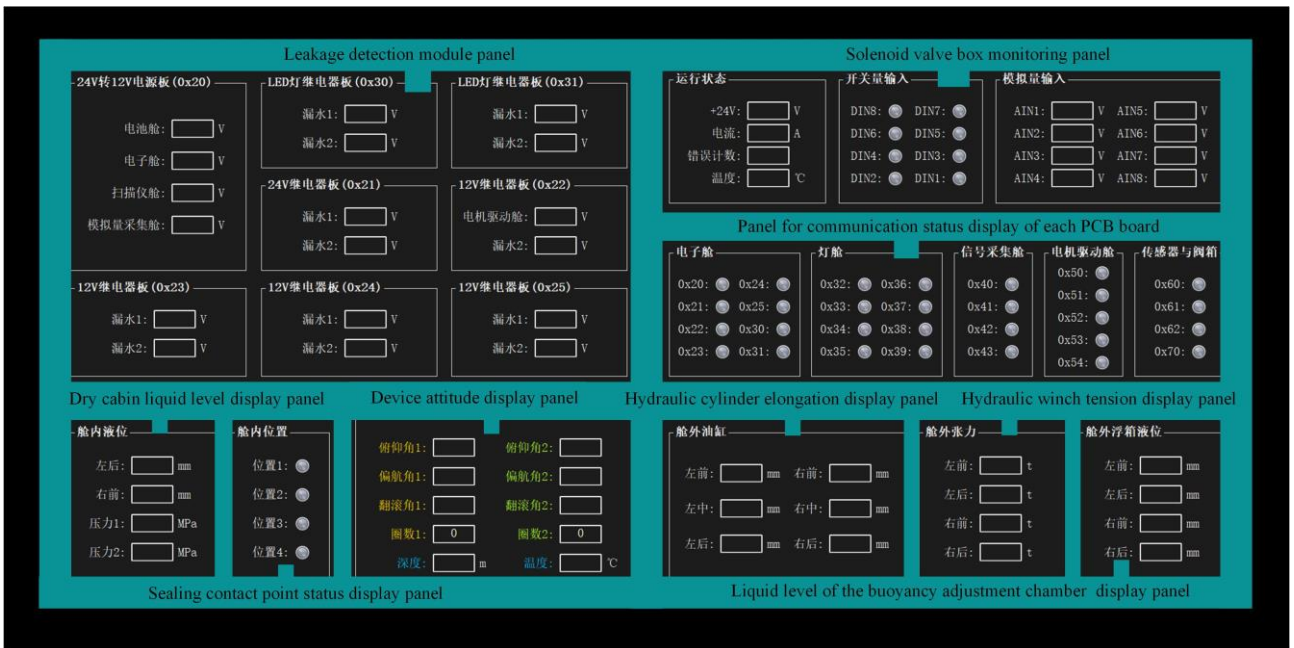 Leakage detection module panel
24V转12V电源板(0x20)
电池舱: V
电子舱: V
扫描仪舱: V
模拟量采集舱: V
LED灯继电器板(0x30)
漏水1: V
漏水2: V
LED灯继电器板(0x31)
漏水1: V
漏水2: V
24V继电器板(0x21)
漏水1: V
漏水2: V
12V继电器板(0x22)
电机驱动舱: V
漏水2: V
12V继电器板(0x23)
漏水1: V
漏水2: V
12V继电器板(0x24)
漏水1: V
漏水2: V
12V继电器板(0x25)
漏水1: V
漏水2: V
Solenoid valve box monitoring panel
运行状态
+24V: V
电流: A
错误计数:
温度: ℃
开关量输入
DIN8: DIN7:
DIN6: DIN5:
DIN4: DIN3:
DIN2: DIN1:
模拟量输入
AIN1: V AIN5: V
AIN2: V AIN6: V
AIN3: V AIN7: V
AIN4: V AIN8: V
Panel for communication status display of each PCB board
电子舱
0x20: 0x24:
0x21: 0x25:
0x22: 0x30:
0x23: 0x31:
灯舱
0x32: 0x36:
0x33: 0x37:
0x34: 0x38:
0x35: 0x39:
信号采集舱
0x40:
0x41:
0x42:
0x43:
电机驱动舱
0x50:
0x51:
0x52:
0x53:
0x54:
传感器与阀箱
0x60:
0x61:
0x62:
0x70:
Dry cabin liquid level display panel
舱内液位
左后: mm
右前: mm
压力1: MPa
压力2: MPa
舱内位置
位置1:
位置2:
位置3:
位置4:
Sealing contact point status display panel
Device attitude display panel
俯仰角1: 俯仰角2:
偏航角1: 偏航角2:
翻滚角1: 翻滚角2:
圈数1: 0 圈数2: 0
深度: m 温度: ℃
Hydraulic cylinder elongation display panel
舱外油缸
左前: mm 右前: mm
左中: mm 右中: mm
左后: mm 右后: mm
Hydraulic winch tension display panel
舱外张力
左前: t
左后: t
右前: t
右后: t
舱外浮箱液位
左前: mm
左后: mm
右前: mm
右后: mm
Liquid level of the buoyancy adjustment chamber display panel